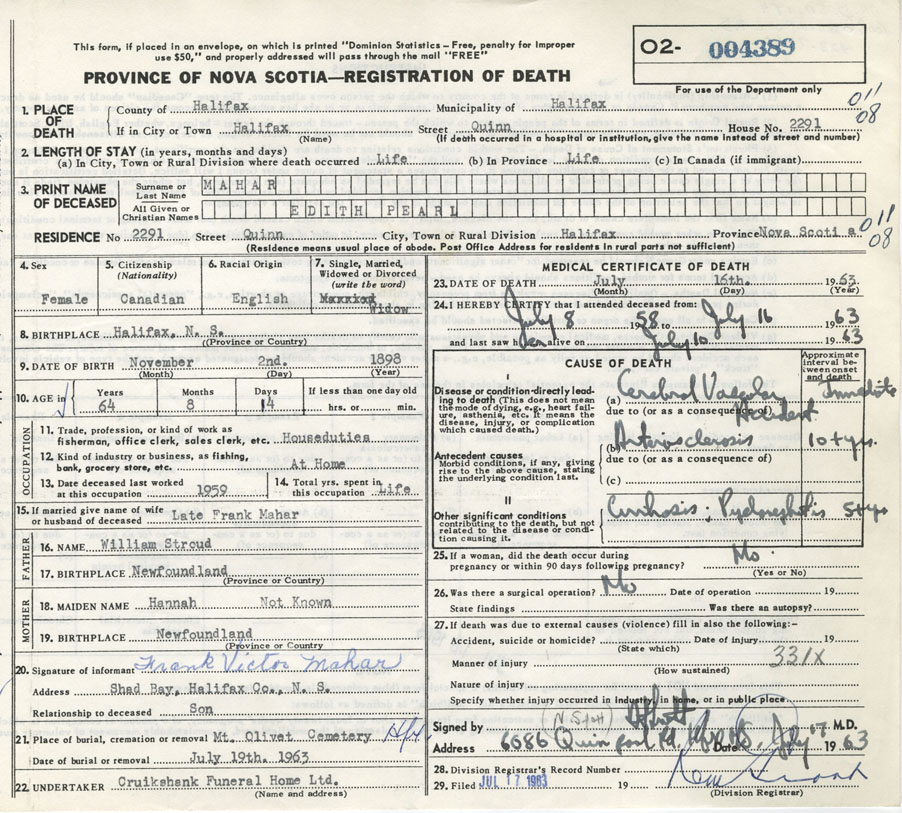 This form, if placed in an envelope, on which is printed "Dominion Statistics – Free, penalty for improper
use $50," and properly addressed will pass through the mail "FREE"
O2- 004389
PROVINCE OF NOVA SCOTIA—REGISTRATION OF DEATH
For use of the Department only
011
08
1. PLACE OF DEATH County of Halifax Municipality of Halifax
If in City or Town Halifax Street Quinn House No. 2291
(Name) (If death occurred in a hospital or institution, give the name instead of street and number)
2. LENGTH OF STAY (in years, months and days)
(a) In City, Town or Rural Division where death occurred Life (b) In Province Life (c) In Canada (if immigrant)
3. PRINT NAME OF DECEASED
Surname or Last Name MAHAR
All Given or Christian Names EDITH PEARL
RESIDENCE No 2291 Street Quinn City, Town or Rural Division Halifax Province Nova Scotia
(Residence means usual place of abode. Post Office Address for residents in rural parts not sufficient)
011
08
4. Sex
Female
5. Citizenship (Nationality)
Canadian
6. Racial Origin
English
7. Single, Married, Widowed or Divorced (write the word)
Married
Widow
8. BIRTHPLACE Halifax, N. S.
(Province or Country)
9. DATE OF BIRTH November 2nd. 1898
(Month) (Day) (Year)
10. AGE in Years Months Days If less than one day old
64 8 14 hrs. or min.
OCCUPATION
11. Trade, profession, or kind of work as
fisherman, office clerk, sales clerk, etc. Houseduties
12. Kind of industry or business, as fishing,
bank, grocery store, etc. At Home
13. Date deceased last worked
at this occupation 1959
14. Total yrs. spent in
this occupation Life
15. If married give name of wife
or husband of deceased Late Frank Mahar
FATHER
16. NAME William Stroud
17. BIRTHPLACE Newfoundland
(Province or Country)
MOTHER
18. MAIDEN NAME Hannah Not Known
19. BIRTHPLACE Newfoundland
(Province or Country)
20. Signature of informant Frank Victor Mahar
Address Shad Bay, Halifax Co., N. S.
Relationship to deceased Son
21. Place of burial, cremation or removal Mt. Olivet Cemetery Hfx
Date of burial or removal July 19th. 1963
22. UNDERTAKER Cruikshank Funeral Home Ltd.
(Name and address)
MEDICAL CERTIFICATE OF DEATH
23. DATE OF DEATH July 16th. 1963
(Month) (Day) (Year)
24. I HEREBY CERTIFY that I attended deceased from:
July 8 1958 to July 16 1963
and last saw her alive on July 10 1963
CAUSE OF DEATH
Approximate interval between onset and death
I
Disease or condition directly leading to death (This does not mean the mode of dying, e.g., heart failure, asthenia, etc. It means the disease, injury, or complication which caused death.)
(a) Cerebral Vascular Accident Immediate
due to (or as a consequence of)
Antecedent causes
Morbid conditions, if any, giving rise to the above cause, stating the underlying condition last.
(b) Arteriosclerosis 10+yrs.
due to (or as a consequence of)
(c)
II
Other significant conditions
contributing to the death, but not related to the disease or condition causing it.
Cirrhosis; Pyelonephritis 5+yrs
25. If a woman, did the death occur during
pregnancy or within 90 days following pregnancy? No
(Yes or No)
26. Was there a surgical operation? No Date of operation 19
State findings Was there an autopsy?
27. If death was due to external causes (violence) fill in also the following:–
Accident, suicide or homicide? Date of injury 19
(State which)
Manner of injury 331X
(How sustained)
Nature of injury
Specify whether injury occurred in Industry, in home, or in public place
Signed by M.D.
Address 6086 Date July 17 1963
28. Division Registrar's Record Number
29. Filed JUL 17 1963 19
(Division Registrar)